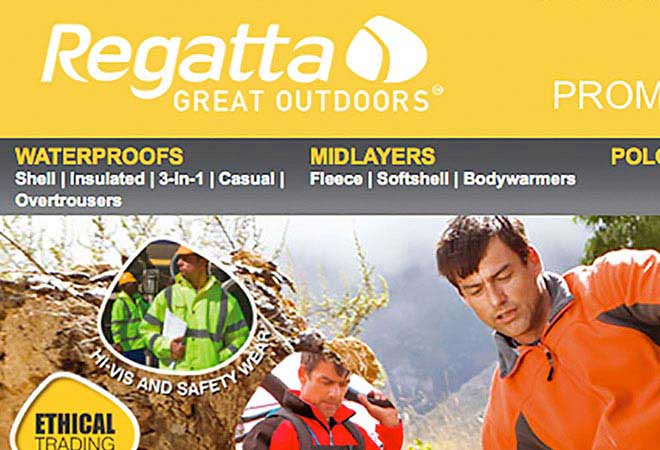 Regatta
GREAT OUTDOORS
PROM
WATERPROOFS
Shell | Insulated | 3-in-1 | Casual |
Overtrousers
MIDLAYERS
Fleece | Softshell | Bodywarmers
POLO
HI-VIS AND SAFETY WEAR
ETHICAL
TRADING